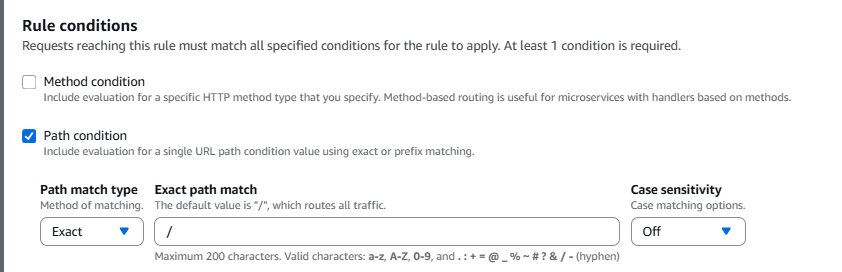 Rule conditions
Requests reaching this rule must match all specified conditions for the rule to apply. At least 1 condition is required.
Method condition
Include evaluation for a specific HTTP method type that you specify. Method-based routing is useful for microservices with handlers based on methods.
Path condition
Include evaluation for a single URL path condition value using exact or prefix matching.
Path match type Exact path match Case sensitivity
Method of matching. The default value is "/", which routes all traffic. Case matching options.
Exact / Off
Maximum 200 characters. Valid characters: a-z, A-Z, 0-9, and . : + = @ _ % ~ # ? & / - (hyphen)